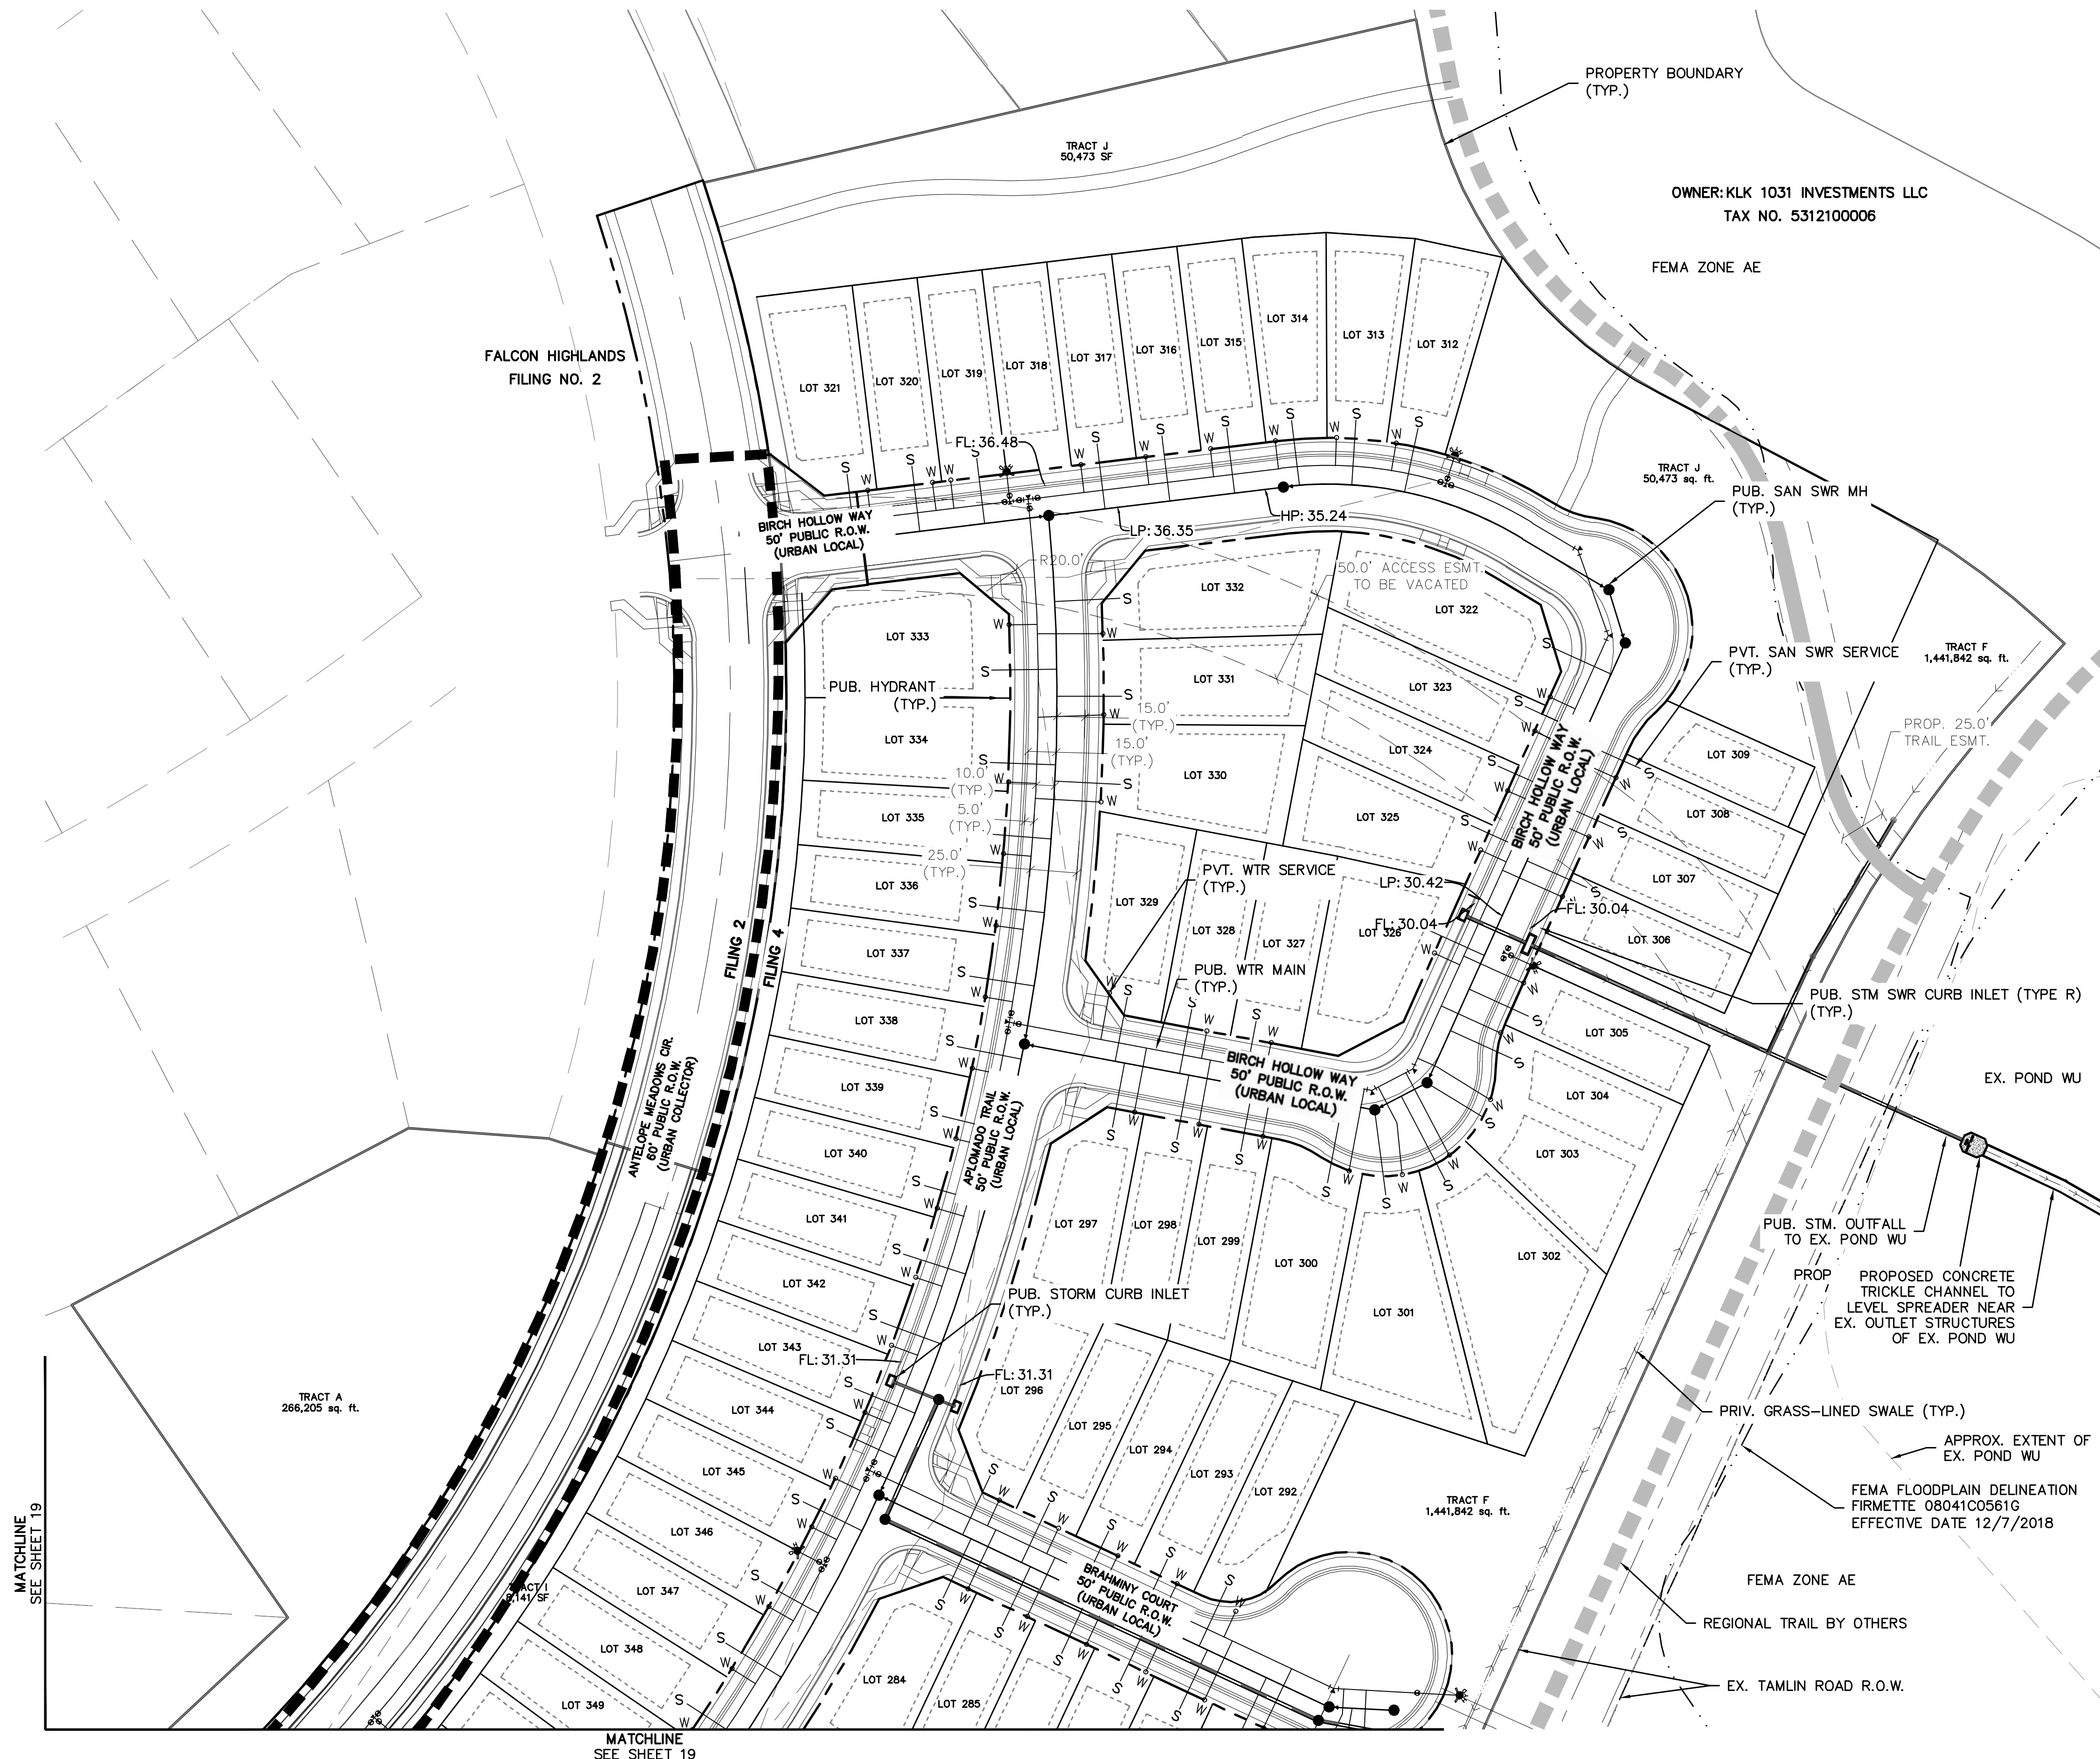 PROPERTY BOUNDARY
(TYP.)
TRACT J
50,473 SF
OWNER: KLK 1031 INVESTMENTS LLC
TAX NO. 5312100006
FEMA ZONE AE
FALCON HIGHLANDS
FILING NO. 2
LOT 321
LOT 320
LOT 319
LOT 318
LOT 317
LOT 316
LOT 315
LOT 314
LOT 313
LOT 312
FL: 36.48
LP: 36.35
HP: 35.24
BIRCH HOLLOW WAY
50' PUBLIC R.O.W.
(URBAN LOCAL)
R20.0'
TRACT J
50,473 sq. ft.
PUB. SAN SWR MH
(TYP.)
50.0' ACCESS ESMT.
TO BE VACATED
LOT 332
LOT 322
LOT 333
LOT 331
LOT 323
PUB. HYDRANT
(TYP.)
PVT. SAN SWR SERVICE
(TYP.)
TRACT F
1,441,842 sq. ft.
15.0'
(TYP.)
15.0'
(TYP.)
LOT 334
LOT 330
LOT 324
10.0'
(TYP.)
5.0'
(TYP.)
25.0'
(TYP.)
PROP. 25.0'
TRAIL ESMT.
LOT 309
LOT 308
LOT 307
LOT 306
BIRCH HOLLOW WAY
50' PUBLIC R.O.W.
(URBAN LOCAL)
LOT 335
LOT 325
LOT 336
LOT 329
LOT 328
LOT 327
LOT 326
PVT. WTR SERVICE
(TYP.)
LP: 30.42
FL: 30.04
FL: 30.04
FILING 2
FILING 4
LOT 337
PUB. WTR MAIN
(TYP.)
PUB. STM SWR CURB INLET (TYPE R)
(TYP.)
LOT 338
LOT 305
LOT 339
LOT 304
EX. POND WU
ANTELOPE MEADOWS CIR.
60' PUBLIC R.O.W.
(URBAN COLLECTOR)
APLOMADO TRAIL
50' PUBLIC R.O.W.
(URBAN LOCAL)
BIRCH HOLLOW WAY
50' PUBLIC R.O.W.
(URBAN LOCAL)
LOT 340
LOT 303
LOT 341
LOT 297
LOT 298
LOT 299
LOT 300
LOT 301
LOT 302
PUB. STM. OUTFALL
TO EX. POND WU
PROP
PROPOSED CONCRETE
TRICKLE CHANNEL TO
LEVEL SPREADER NEAR
EX. OUTLET STRUCTURES
OF EX. POND WU
LOT 342
PUB. STORM CURB INLET
(TYP.)
LOT 343
FL: 31.31
FL: 31.31
LOT 296
TRACT A
266,205 sq. ft.
LOT 344
LOT 295
LOT 294
LOT 293
LOT 292
PRIV. GRASS-LINED SWALE (TYP.)
APPROX. EXTENT OF
EX. POND WU
LOT 345
TRACT F
1,441,842 sq. ft.
FEMA FLOODPLAIN DELINEATION
FIRMETTE 08041C0561G
EFFECTIVE DATE 12/7/2018
LOT 346
MATCHLINE
SEE SHEET 19
LOT 347
BRAHMINY COURT
50' PUBLIC R.O.W.
(URBAN LOCAL)
FEMA ZONE AE
REGIONAL TRAIL BY OTHERS
LOT 348
LOT 284
LOT 285
LOT 349
EX. TAMLIN ROAD R.O.W.
MATCHLINE
SEE SHEET 19